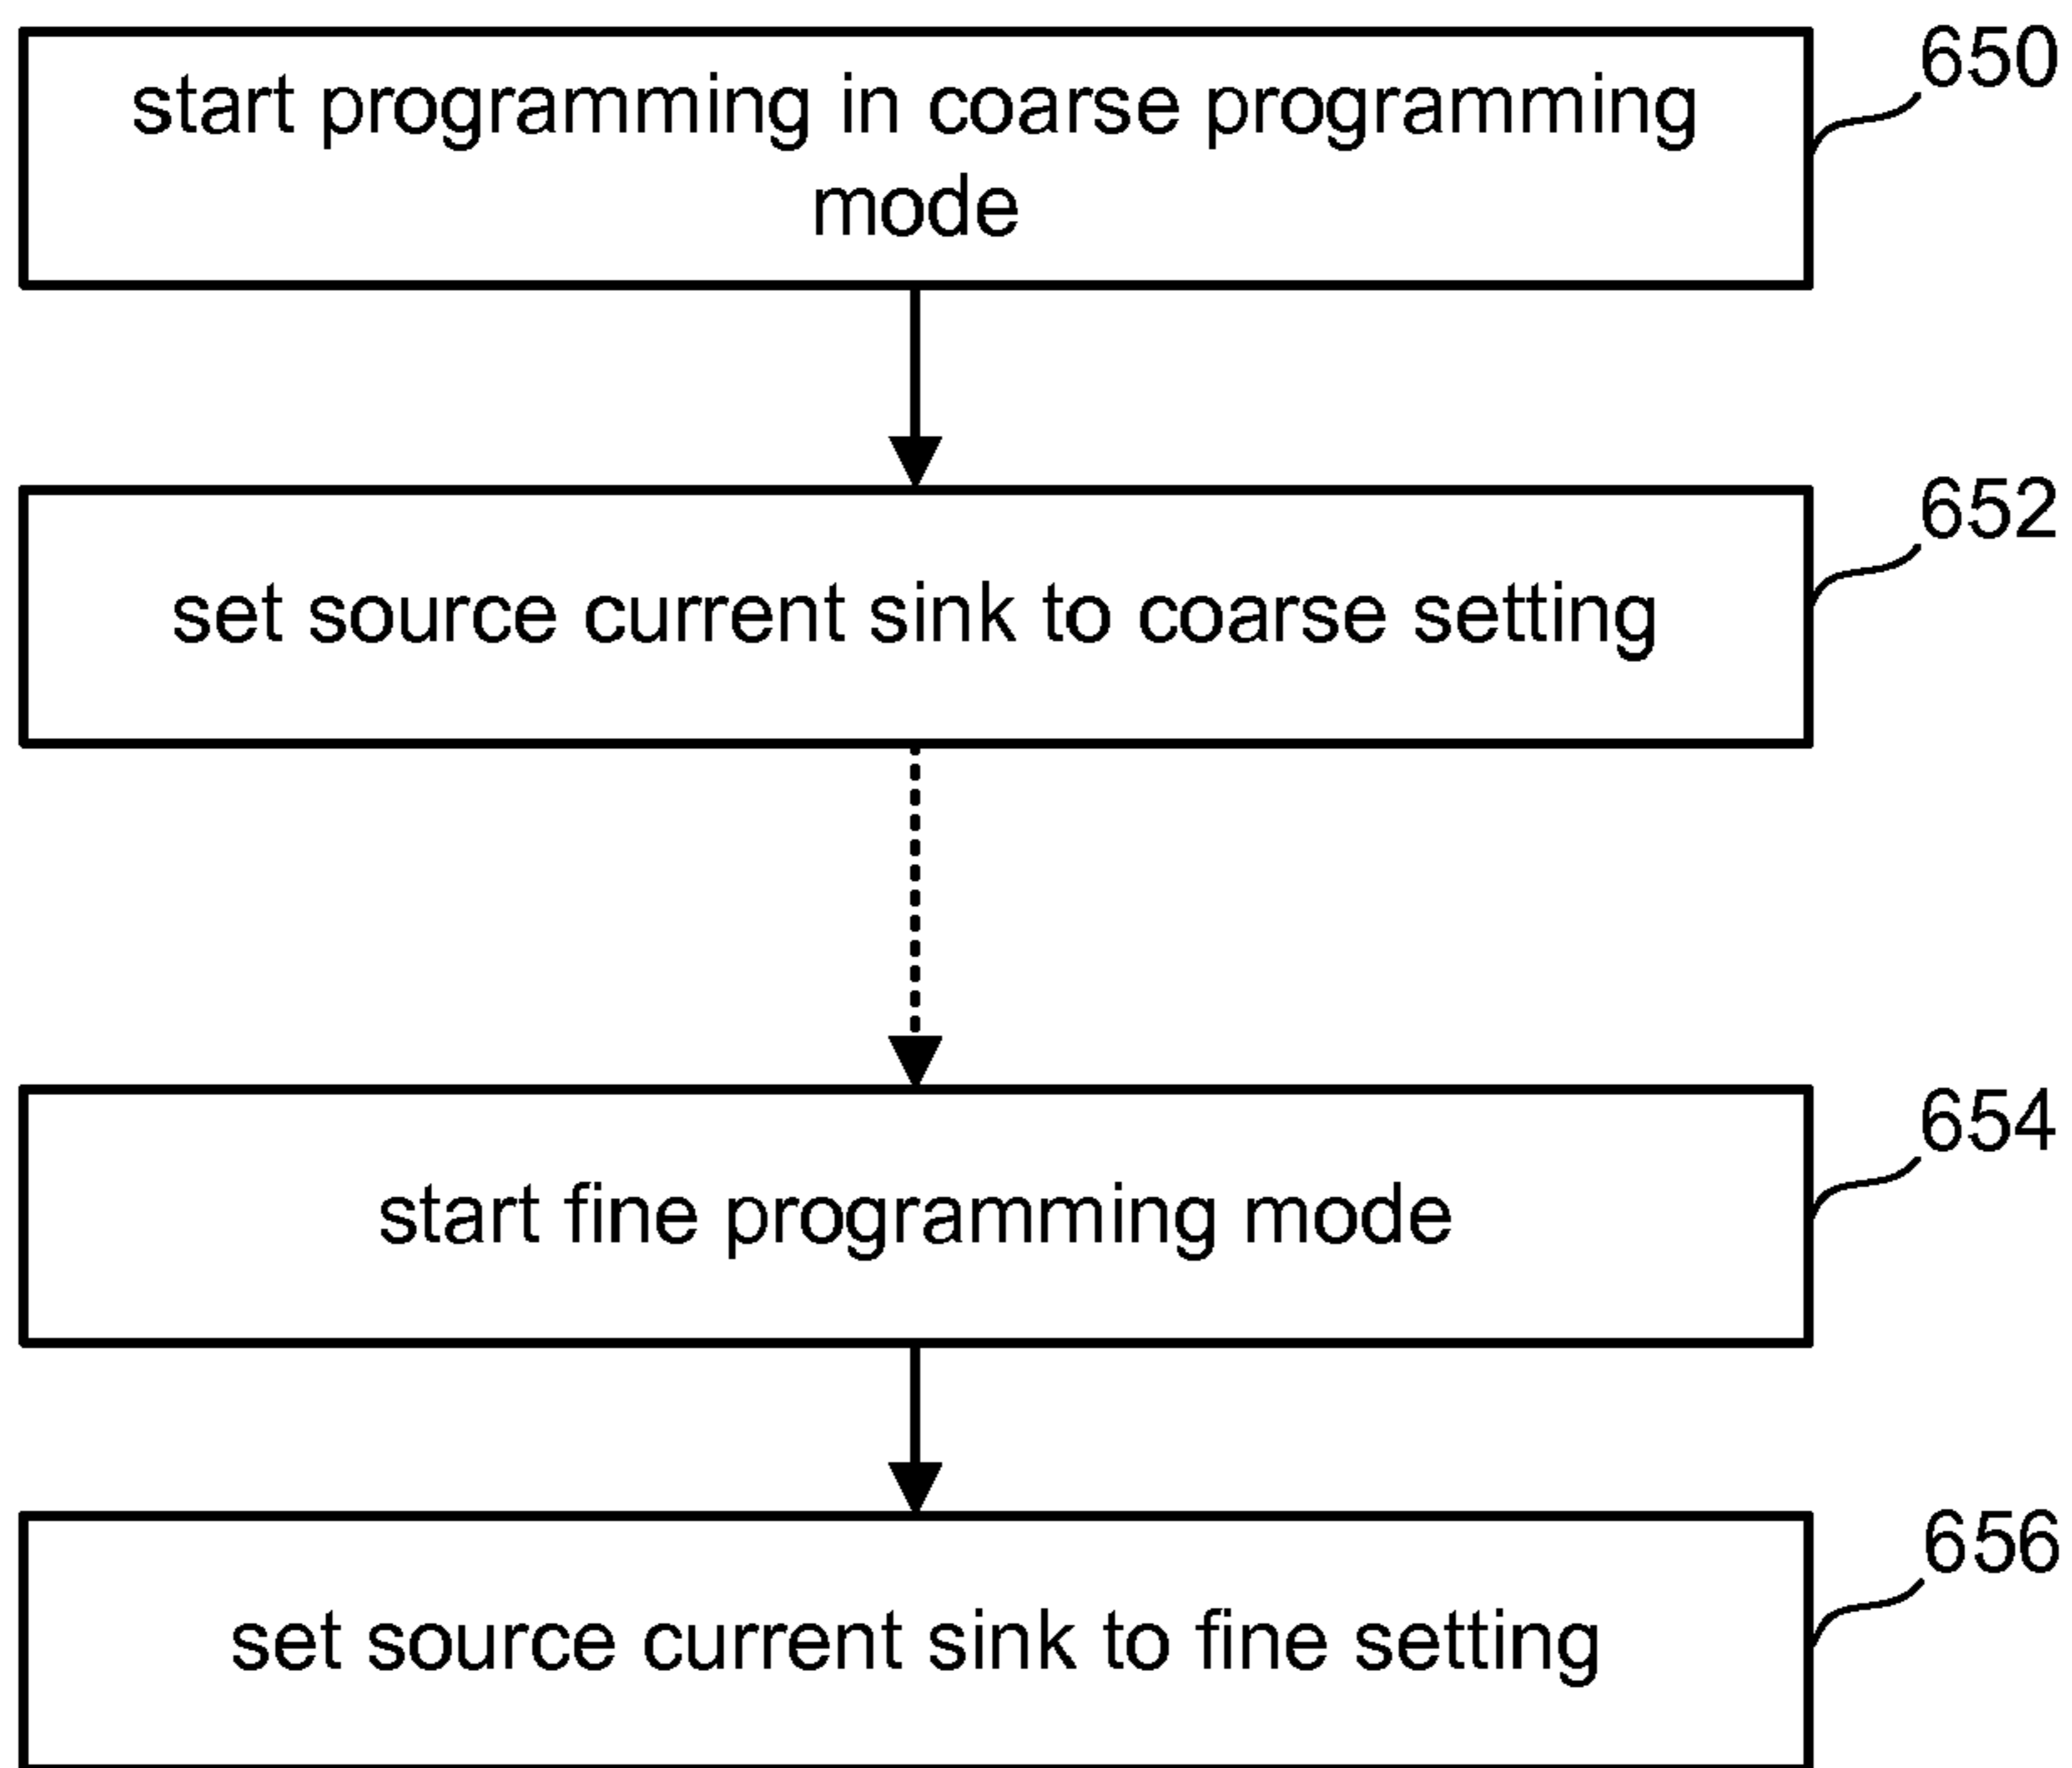 650
start programming in coarse programming
mode
652
set source current sink to coarse setting
654
start fine programming mode
656
set source current sink to fine setting